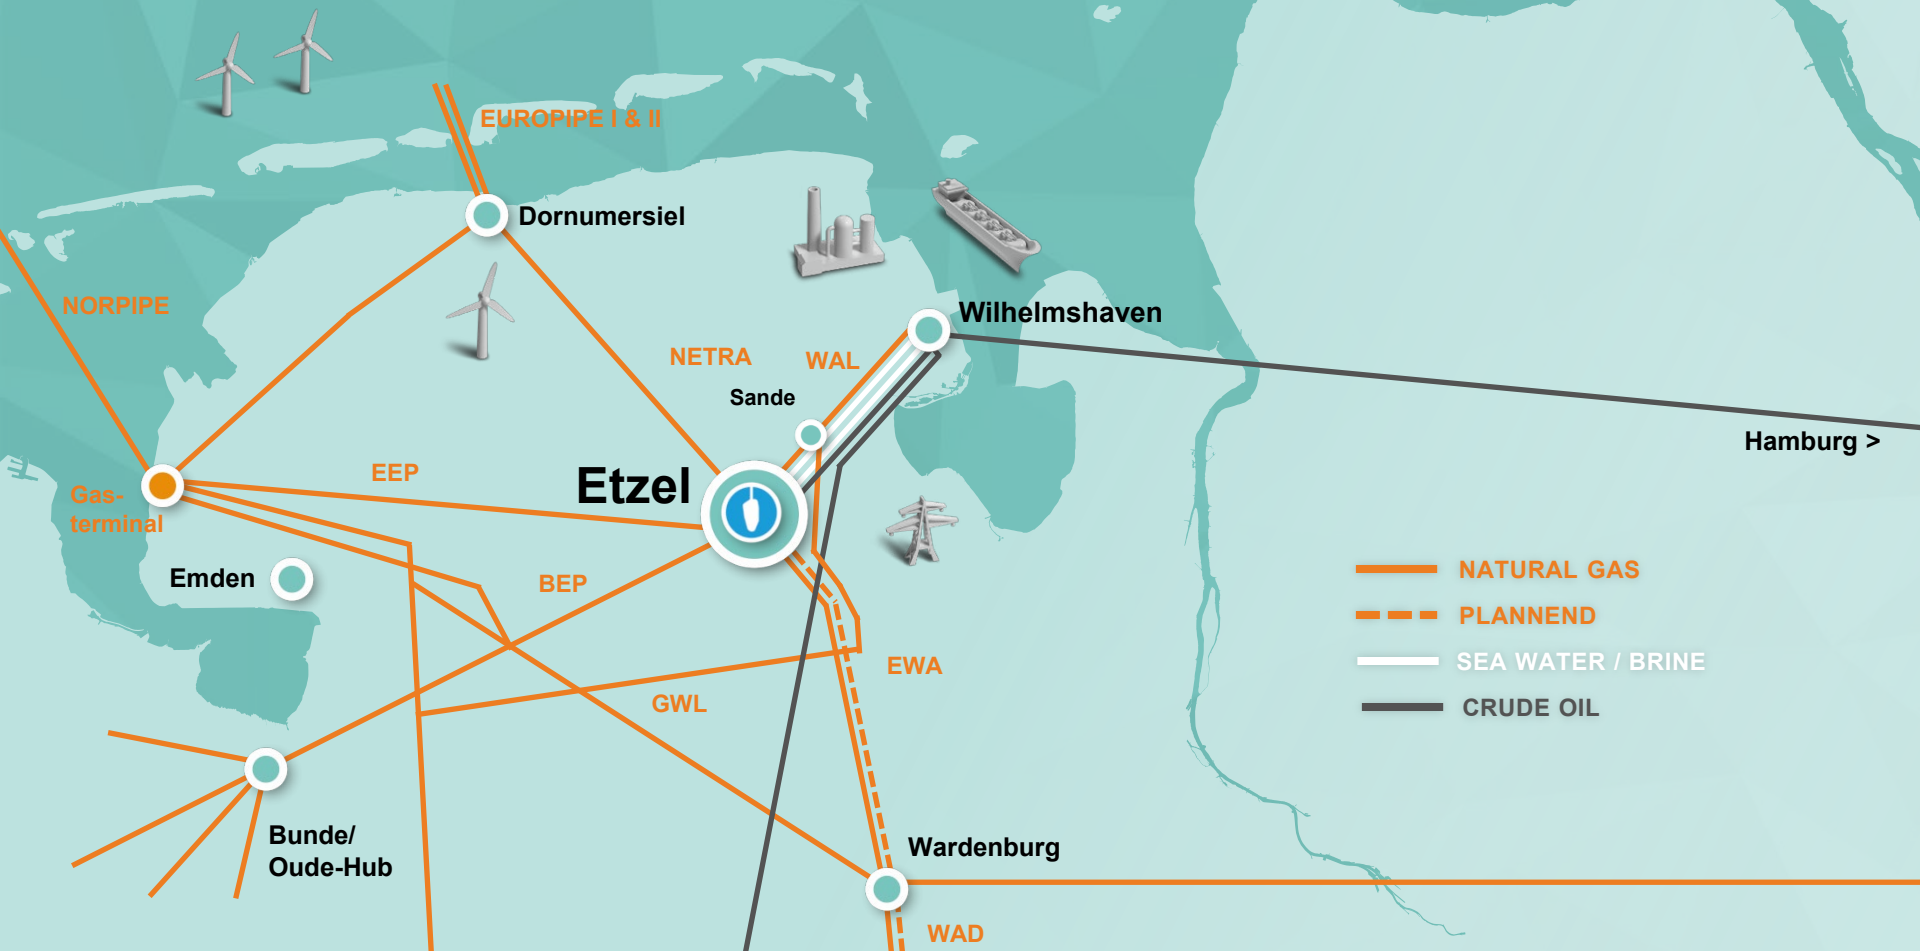 EUROPIPE I & II
Dornumersiel
NORPIPE
Wilhelmshaven
NETRA
WAL
Sande
Hamburg >
EEP
Etzel
Gas-
terminal
Emden
BEP
NATURAL GAS
PLANNEND
SEA WATER / BRINE
CRUDE OIL
EWA
GWL
Bunde/
Oude-Hub
Wardenburg
WAD